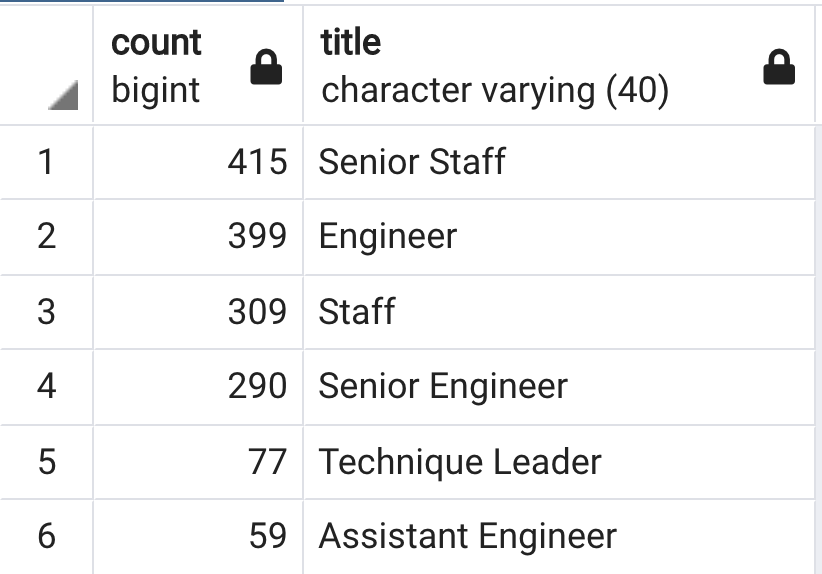 count title
bigint character varying (40)
1 415 Senior Staff
2 399 Engineer
3 309 Staff
4 290 Senior Engineer
5 77 Technique Leader
6 59 Assistant Engineer